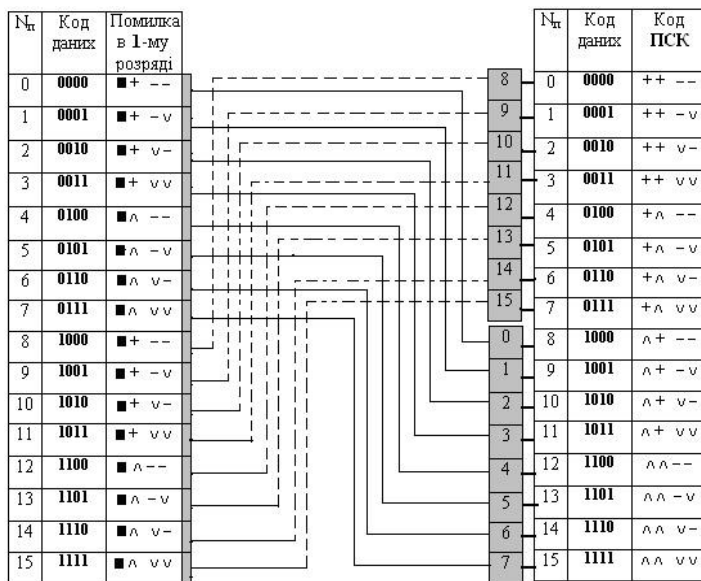 Nп Код даних Помилка в 1-му розряді
0 0000 ■+ --
1 0001 ■+ -v
2 0010 ■+ v-
3 0011 ■+ vv
4 0100 ■ʌ --
5 0101 ■ʌ -v
6 0110 ■ʌ v-
7 0111 ■ʌ vv
8 1000 ■+ --
9 1001 ■+ -v
10 1010 ■+ v-
11 1011 ■+ vv
12 1100 ■ʌ--
13 1101 ■ʌ -v
14 1110 ■ʌ v-
15 1111 ■ʌ vv
8
9
10
11
12
13
14
15
0
1
2
3
4
5
6
7
Nп Код даних Код ПСК
0 0000 ++ --
1 0001 ++ -v
2 0010 ++ v-
3 0011 ++ vv
4 0100 +ʌ --
5 0101 +ʌ -v
6 0110 +ʌ v-
7 0111 +ʌ vv
8 1000 ʌ+ --
9 1001 ʌ+ -v
10 1010 ʌ+ v-
11 1011 ʌ+ vv
12 1100 ʌʌ--
13 1101 ʌʌ -v
14 1110 ʌʌ v-
15 1111 ʌʌ vv